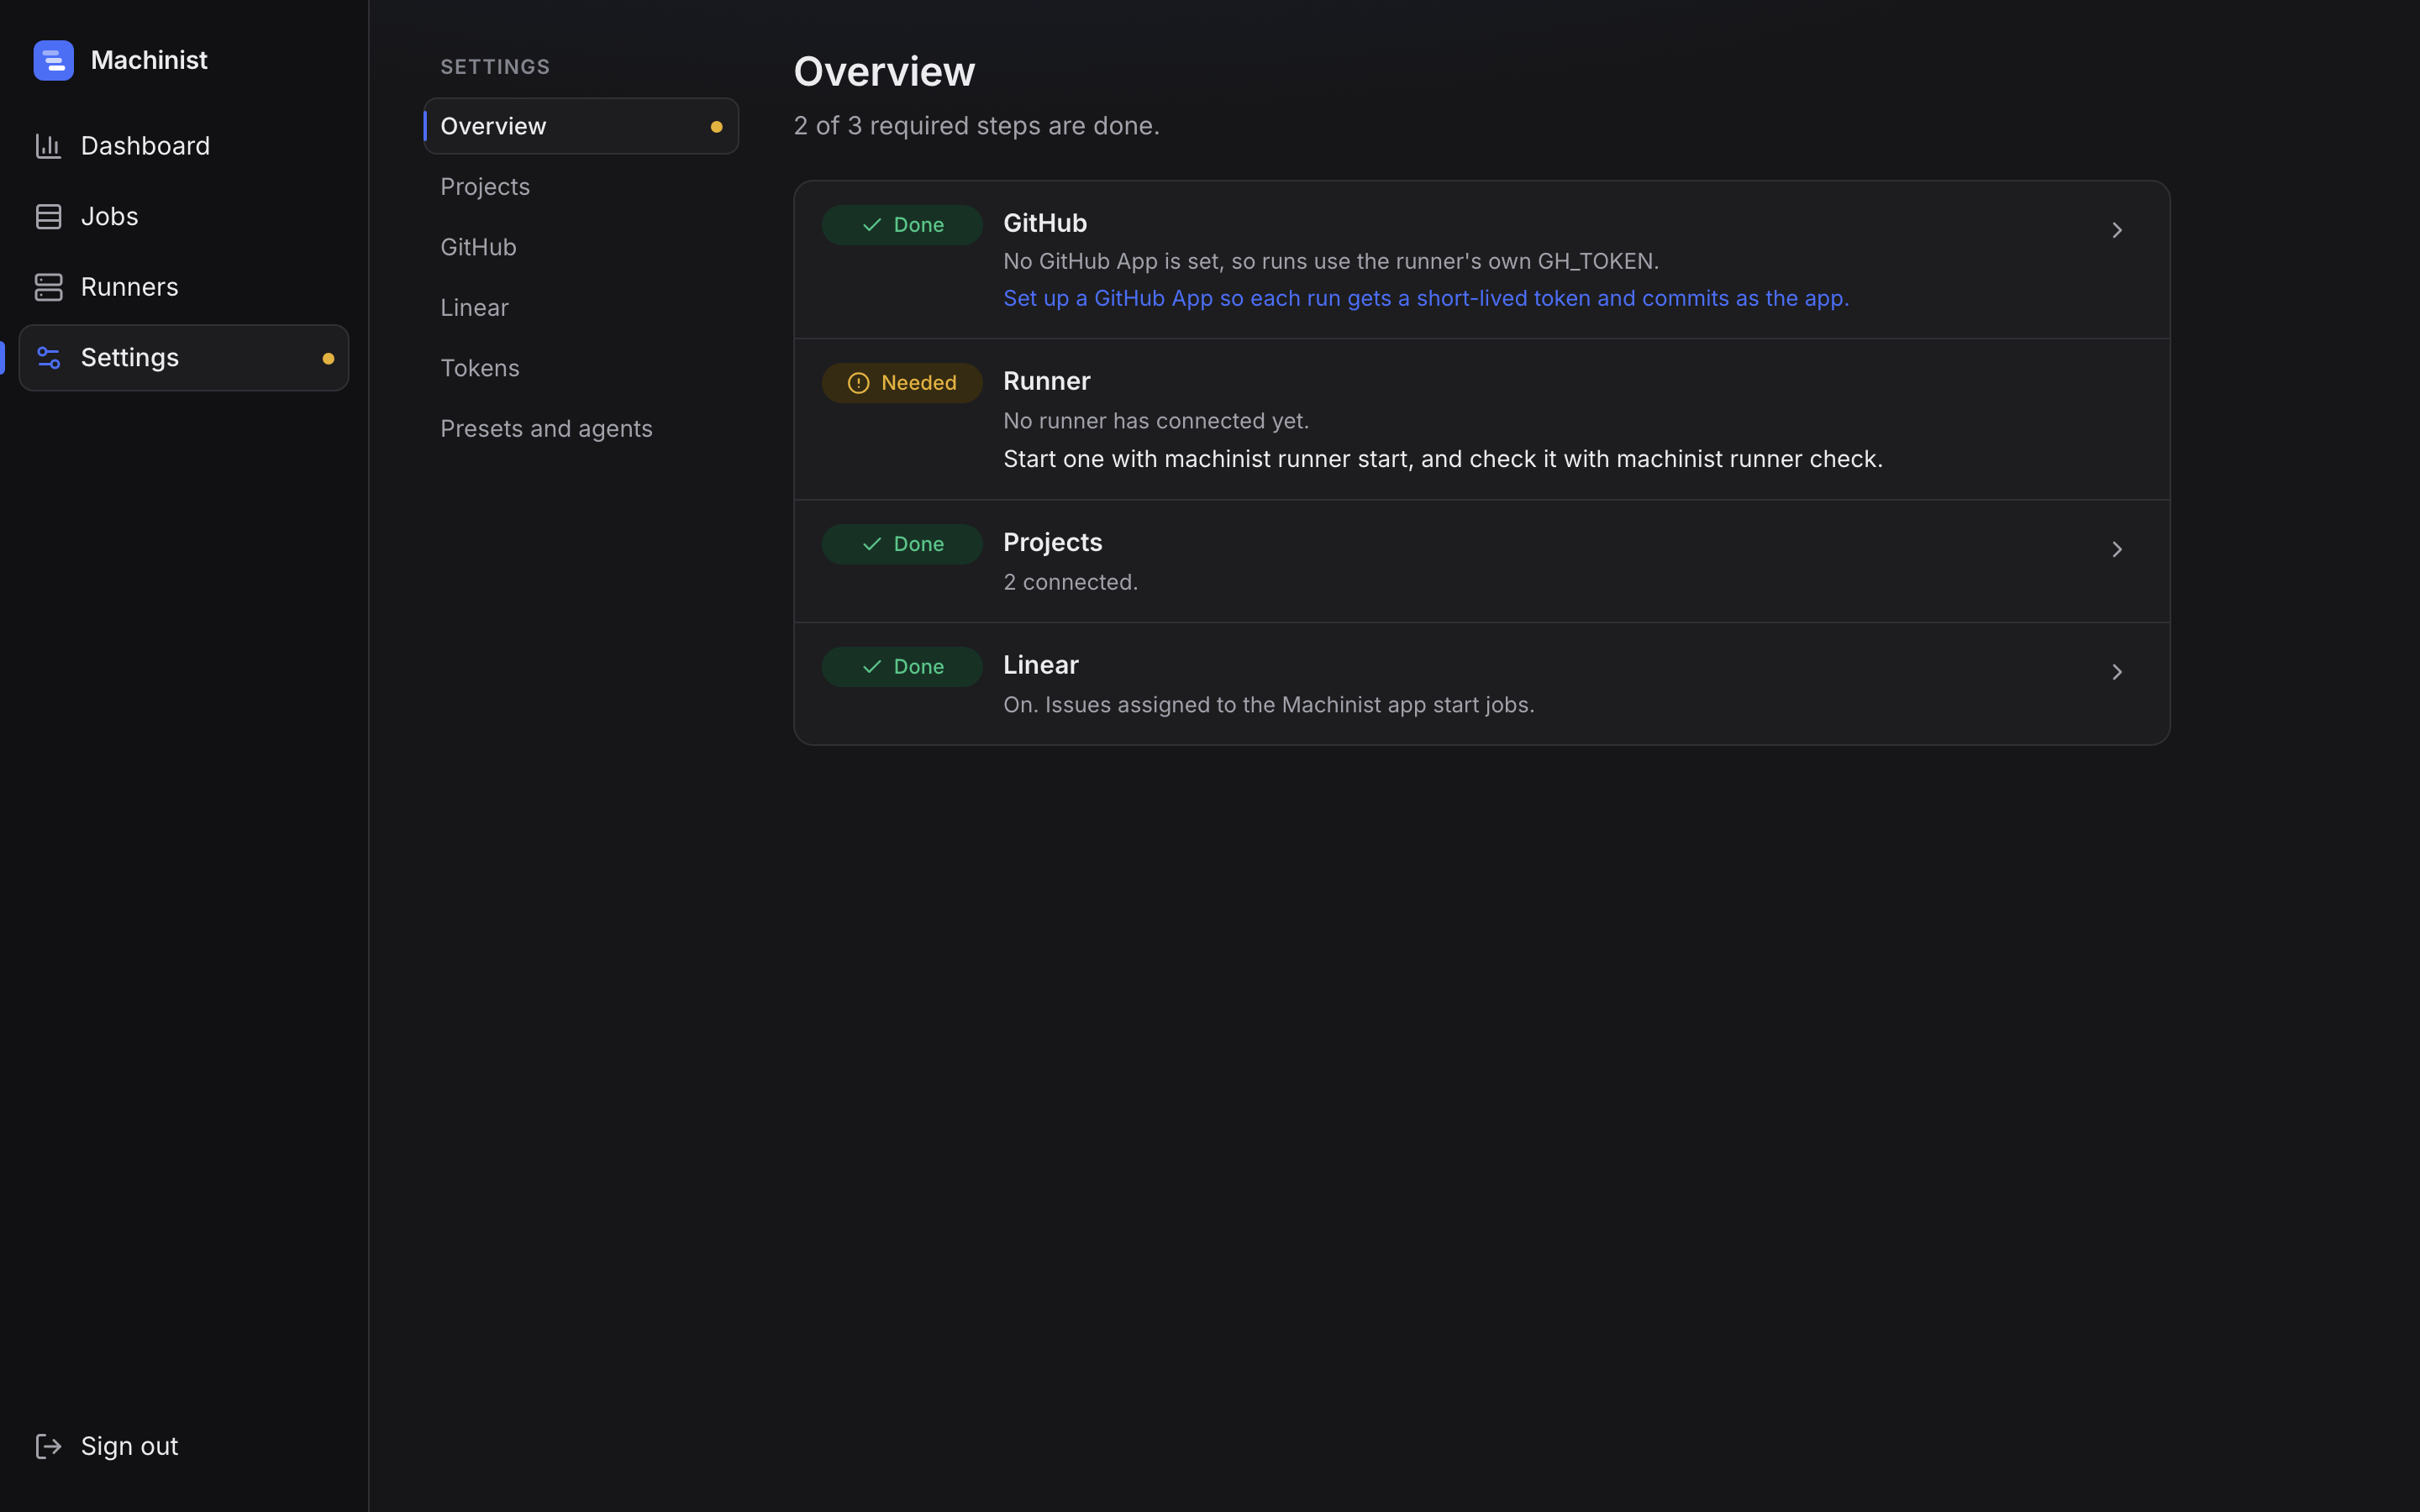 Machinist
Dashboard
Jobs
Runners
Settings
Sign out
SETTINGS
Overview
Projects
GitHub
Linear
Tokens
Presets and agents
Overview
2 of 3 required steps are done.
Done
GitHub
No GitHub App is set, so runs use the runner's own GH_TOKEN.
Set up a GitHub App so each run gets a short-lived token and commits as the app.
Needed
Runner
No runner has connected yet.
Start one with machinist runner start, and check it with machinist runner check.
Done
Projects
2 connected.
Done
Linear
On. Issues assigned to the Machinist app start jobs.